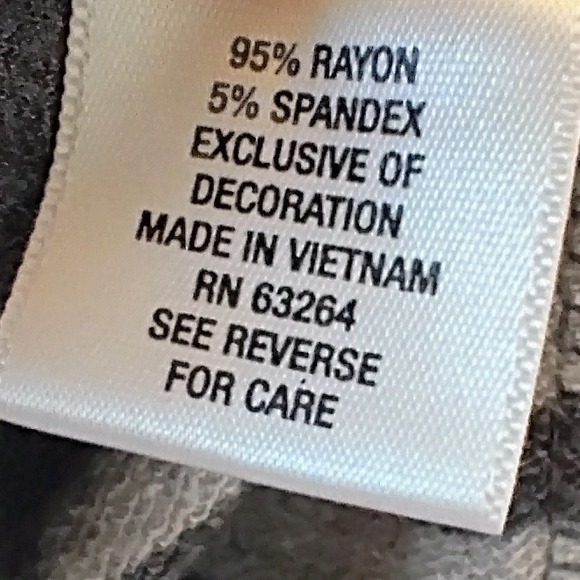 95% RAYON
5% SPANDEX
EXCLUSIVE OF
DECORATION
MADE IN VIETNAM
RN 63264
SEE REVERSE
FOR CARE